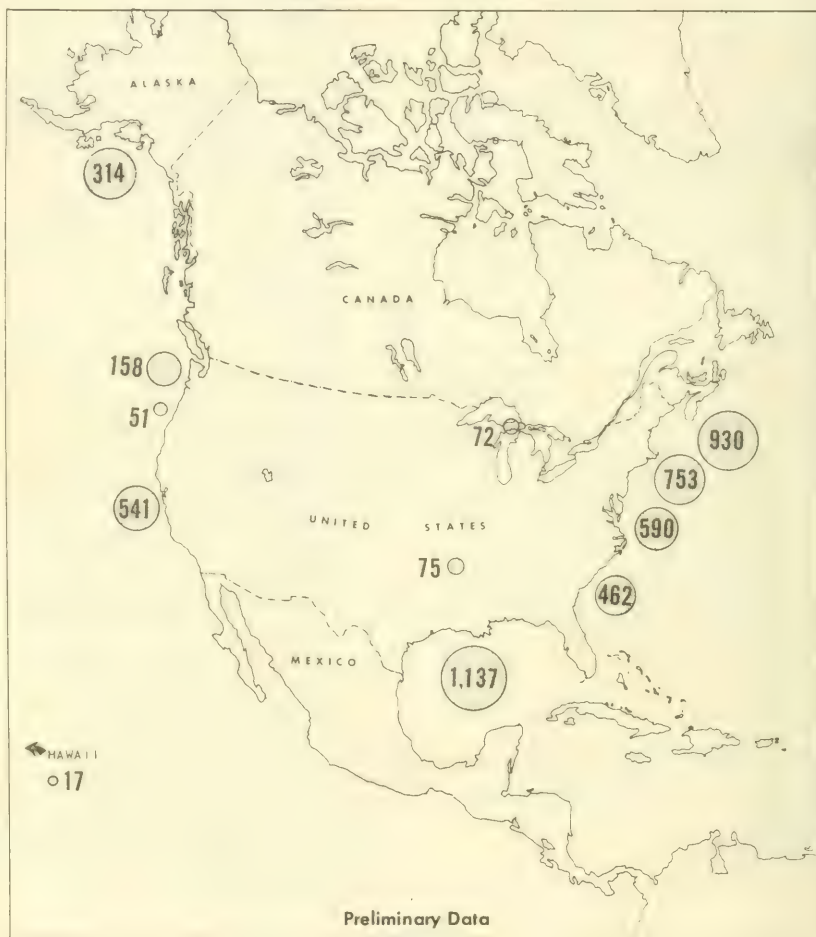 ALASKA
314
CANADA
158
51
72
930
753
541
UNITED STATES
590
75
462
MEXICO
1,137
HAWAII
17
Preliminary Data